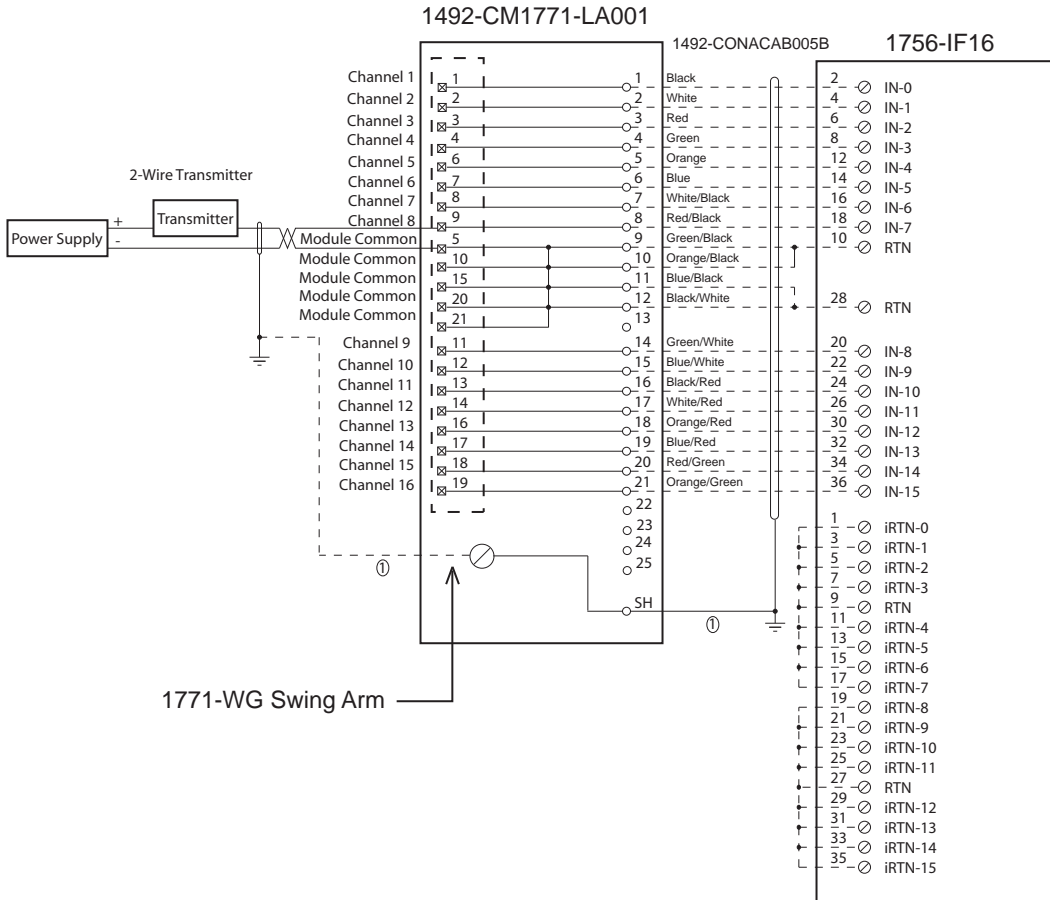 1492-CM1771-LA001
1492-CONACAB005B
1756-IF16
Channel 1 1 1 Black 2 IN-0
Channel 2 2 2 White 4 IN-1
Channel 3 3 3 Red 6 IN-2
Channel 4 4 4 Green 8 IN-3
Channel 5 6 5 Orange 12 IN-4
Channel 6 7 6 Blue 14 IN-5
Channel 7 8 7 White/Black 16 IN-6
Channel 8 9 8 Red/Black 18 IN-7
2-Wire Transmitter
Transmitter
Power Supply + -
Module Common 5 9 Green/Black 10 RTN
Module Common 10 10 Orange/Black
Module Common 15 11 Blue/Black
Module Common 20 12 Black/White 28 RTN
Module Common 21 13
Channel 9 11 14 Green/White 20 IN-8
Channel 10 12 15 Blue/White 22 IN-9
Channel 11 13 16 Black/Red 24 IN-10
Channel 12 14 17 White/Red 26 IN-11
Channel 13 16 18 Orange/Red 30 IN-12
Channel 14 17 19 Blue/Red 32 IN-13
Channel 15 18 20 Red/Green 34 IN-14
Channel 16 19 21 Orange/Green 36 IN-15
22
23
24
25
SH
①
①
1771-WG Swing Arm
1 iRTN-0
3 iRTN-1
5 iRTN-2
7 iRTN-3
9 RTN
11 iRTN-4
13 iRTN-5
15 iRTN-6
17 iRTN-7
19 iRTN-8
21 iRTN-9
23 iRTN-10
25 iRTN-11
27 RTN
29 iRTN-12
31 iRTN-13
33 iRTN-14
35 iRTN-15